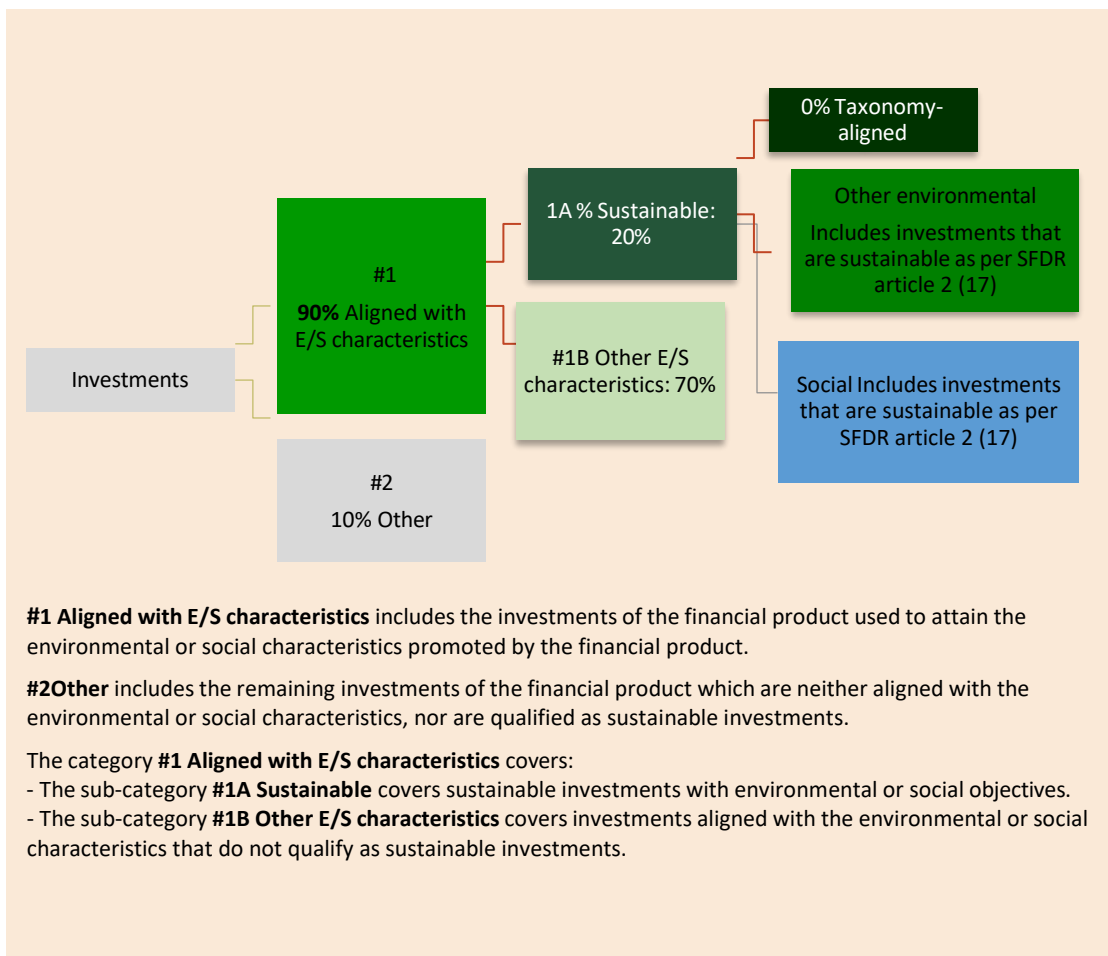 0% Taxonomy-
aligned
1A % Sustainable:
20%
Other environmental
Includes investments that
are sustainable as per SFDR
article 2 (17)
#1
90% Aligned with
E/S characteristics
#1B Other E/S
characteristics: 70%
Investments
Social Includes investments
that are sustainable as per
SFDR article 2 (17)
#2
10% Other
#1 Aligned with E/S characteristics includes the investments of the financial product used to attain the
environmental or social characteristics promoted by the financial product.
#2Other includes the remaining investments of the financial product which are neither aligned with the
environmental or social characteristics, nor are qualified as sustainable investments.
The category #1 Aligned with E/S characteristics covers:
- The sub-category #1A Sustainable covers sustainable investments with environmental or social objectives.
- The sub-category #1B Other E/S characteristics covers investments aligned with the environmental or social
characteristics that do not qualify as sustainable investments.